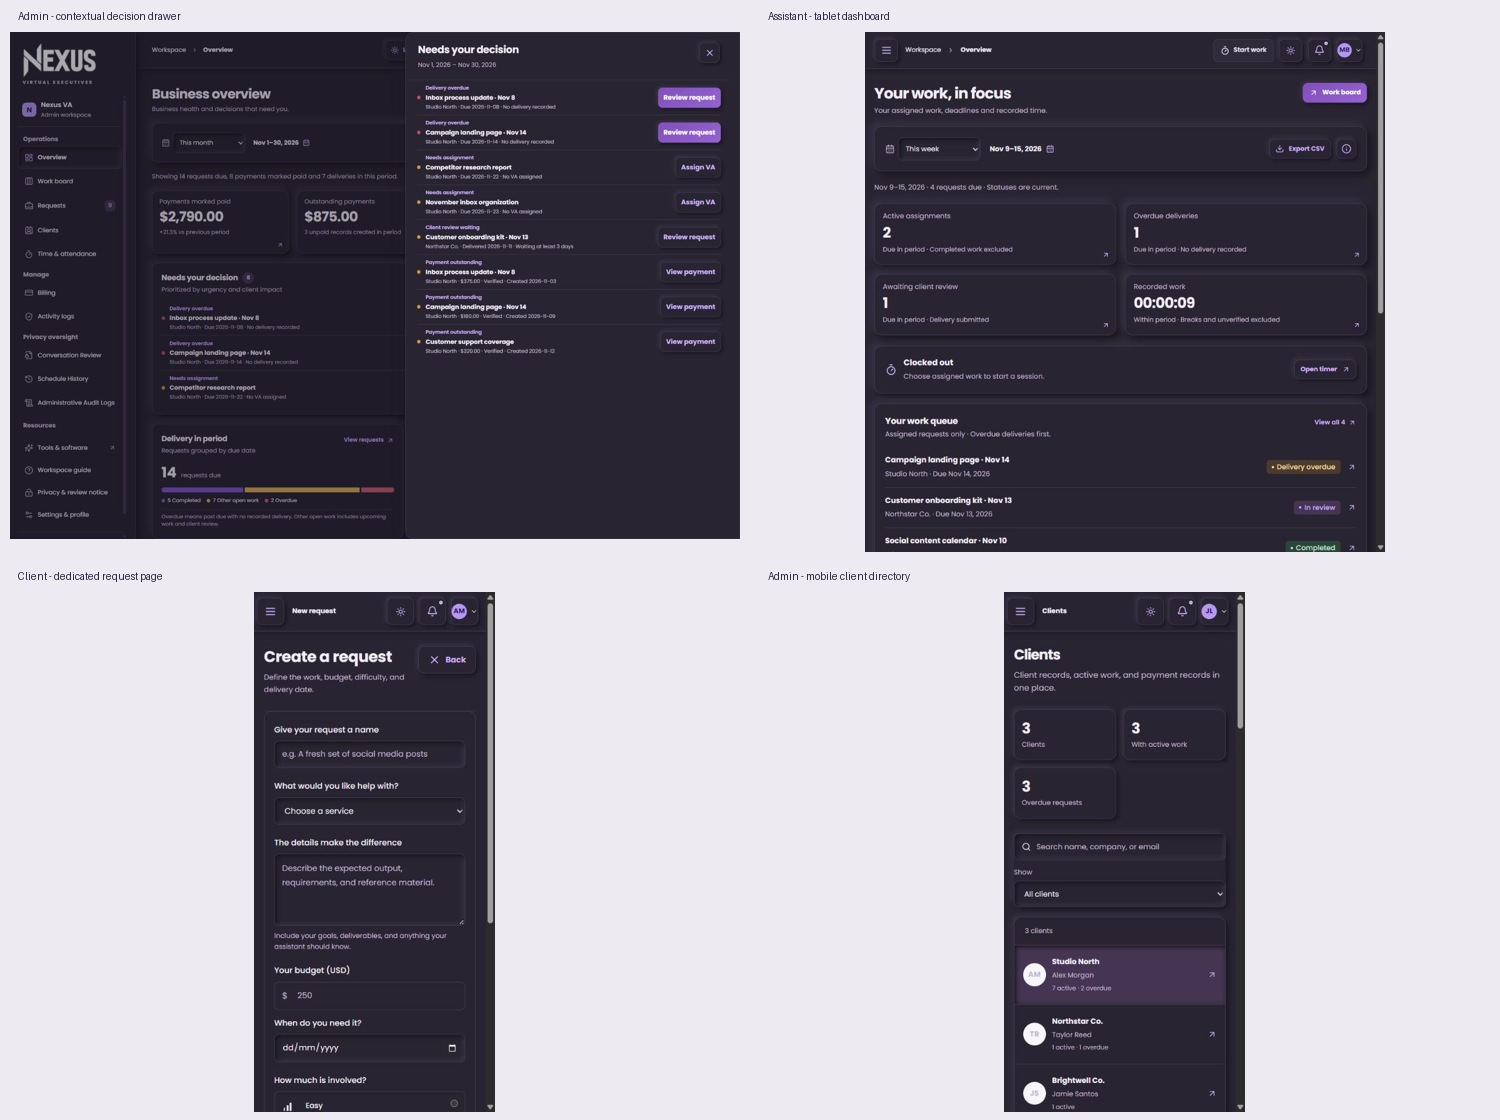 Admin - contextual decision drawer
NEXUS
VIRTUAL EXECUTIVES
N
Nexus VA
Admin workspace
Operations
Overview
Work board
Requests
9
Clients
Time & attendance
Manage
Billing
Activity logs
Privacy oversight
Conversation Review
Schedule History
Administrative Audit Logs
Resources
Tools & software
Workspace guide
Privacy & review notice
Settings & profile
Workspace › Overview
Business overview
Business health and decisions that need you.
This month
Nov 1–30, 2026
Showing 14 requests due, 8 payments marked paid and 7 deliveries in this period.
Payments marked paid
$2,790.00
+21.3% vs previous period
Outstanding payments
$875.00
3 unpaid records created in period
Needs your decision 8
Prioritized by urgency and client impact
Delivery overdue
Inbox process update · Nov 8
Studio North · Due 2026-11-08 · No delivery recorded
Delivery overdue
Campaign landing page · Nov 14
Studio North · Due 2026-11-14 · No delivery recorded
Needs assignment
Competitor research report
Studio North · Due 2026-11-22 · No VA assigned
Delivery in period
View requests
Requests grouped by due date
14 requests due
5 Completed
7 Other open work
2 Overdue
Overdue means past due with no recorded delivery. Other open work includes upcoming
work and client review.
Needs your decision
Nov 1, 2026 – Nov 30, 2026
Delivery overdue
Inbox process update · Nov 8
Studio North · Due 2026-11-08 · No delivery recorded
Review request
Delivery overdue
Campaign landing page · Nov 14
Studio North · Due 2026-11-14 · No delivery recorded
Review request
Needs assignment
Competitor research report
Studio North · Due 2026-11-22 · No VA assigned
Assign VA
Needs assignment
November inbox organization
Studio North · Due 2026-11-23 · No VA assigned
Assign VA
Client review waiting
Customer onboarding kit · Nov 13
Northstar Co. · Delivered 2026-11-11 · Waiting at least 3 days
Review request
Payment outstanding
Inbox process update · Nov 8
Studio North · $375.00 · Verified · Created 2026-11-03
View payment
Payment outstanding
Campaign landing page · Nov 14
Studio North · $180.00 · Verified · Created 2026-11-09
View payment
Payment outstanding
Customer support coverage
Studio North · $320.00 · Verified · Created 2026-11-12
View payment
Assistant - tablet dashboard
Workspace › Overview
Start work
MB
Your work, in focus
Your assigned work, deadlines and recorded time.
Work board
This week
Nov 9–15, 2026
Export CSV
Nov 9–15, 2026 · 4 requests due · Statuses are current.
Active assignments
2
Due in period · Completed work excluded
Overdue deliveries
1
Due in period · No delivery recorded
Awaiting client review
1
Due in period · Delivery submitted
Recorded work
00:00:09
Within period · Breaks and unverified excluded
Clocked out
Choose assigned work to start a session.
Open timer
Your work queue
View all 4
Assigned requests only · Overdue deliveries first.
Campaign landing page · Nov 14
Studio North · Due Nov 14, 2026
Delivery overdue
Customer onboarding kit · Nov 13
Northstar Co. · Due Nov 13, 2026
In review
Social content calendar · Nov 10
Completed
Client - dedicated request page
New request
AM
Create a request
Back
Define the work, budget, difficulty, and
delivery date.
Give your request a name
e.g. A fresh set of social media posts
What would you like help with?
Choose a service
The details make the difference
Describe the expected output,
requirements, and reference material.
Include your goals, deliverables, and anything your
assistant should know.
Your budget (USD)
$ 250
When do you need it?
dd/mm/yyyy
How much is involved?
Easy
Admin - mobile client directory
Clients
JL
Clients
Client records, active work, and payment records in
one place.
3
Clients
3
With active work
3
Overdue requests
Search name, company, or email
Show
All clients
3 clients
AM
Studio North
Alex Morgan
7 active · 2 overdue
TR
Northstar Co.
Taylor Reed
1 active · 1 overdue
JS
Brightwell Co.
Jamie Santos
1 active